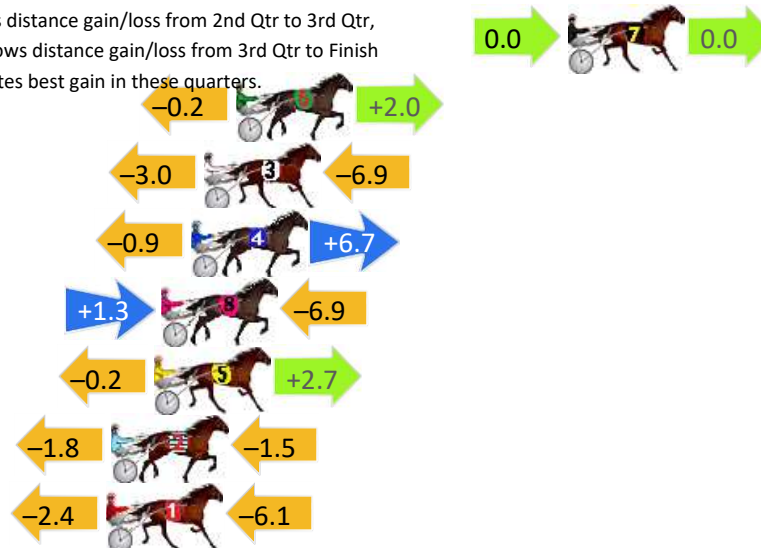 s distance gain/loss from 2nd Qtr to 3rd Qtr,
ows distance gain/loss from 3rd Qtr to Finish
tes best gain in these quarters.
0.0 7 0.0
–0.2 +2.0
–3.0 3 –6.9
–0.9 4 +6.7
+1.3 8 –6.9
–0.2 5 +2.7
–1.8 2 –1.5
–2.4 1 –6.1